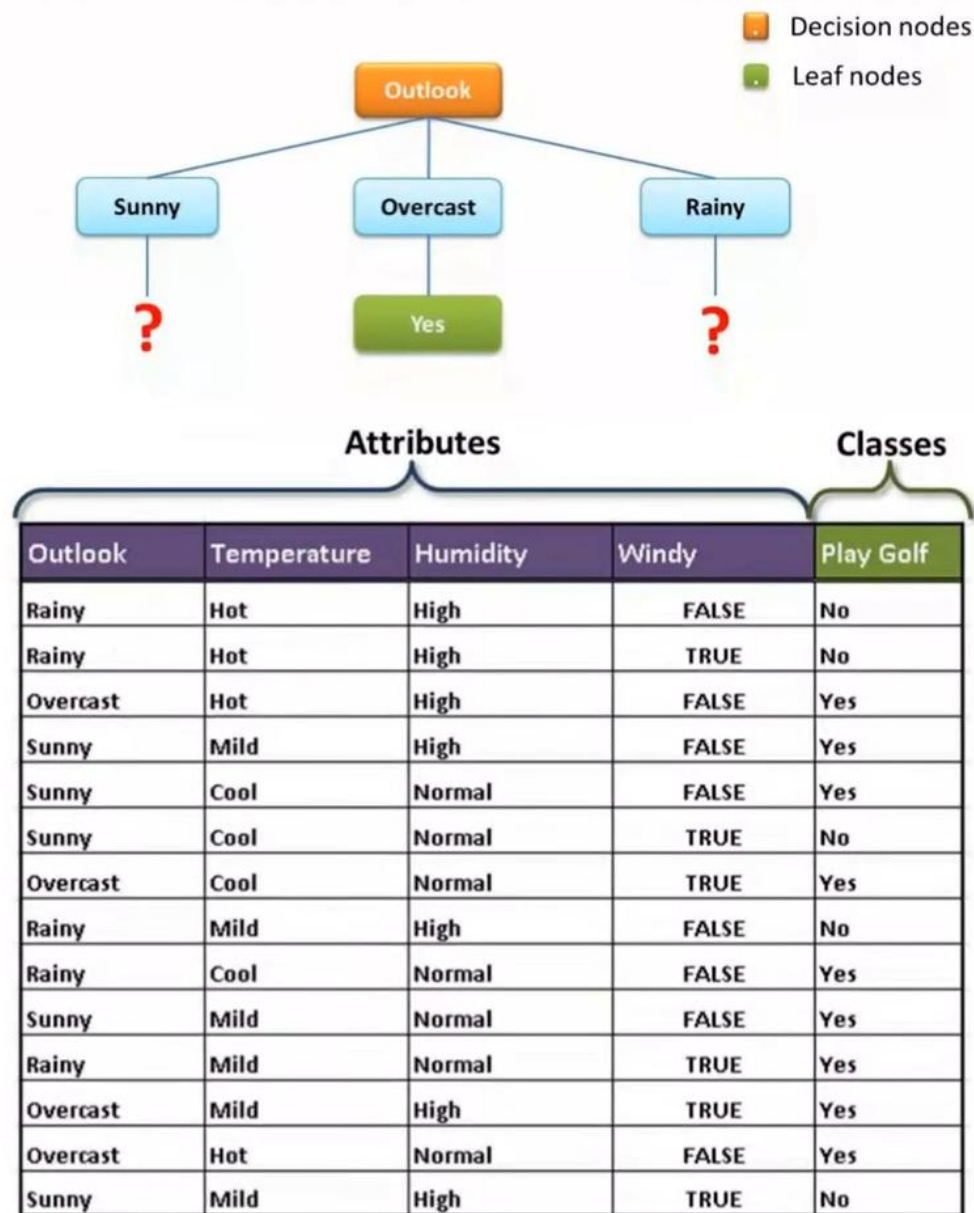 Decision nodes
Leaf nodes
Outlook
Sunny Overcast Rainy
? Yes ?
Attributes Classes
Outlook Temperature Humidity Windy Play Golf
Rainy Hot High FALSE No
Rainy Hot High TRUE No
Overcast Hot High FALSE Yes
Sunny Mild High FALSE Yes
Sunny Cool Normal FALSE Yes
Sunny Cool Normal TRUE No
Overcast Cool Normal TRUE Yes
Rainy Mild High FALSE No
Rainy Cool Normal FALSE Yes
Sunny Mild Normal FALSE Yes
Rainy Mild Normal TRUE Yes
Overcast Mild High TRUE Yes
Overcast Hot Normal FALSE Yes
Sunny Mild High TRUE No